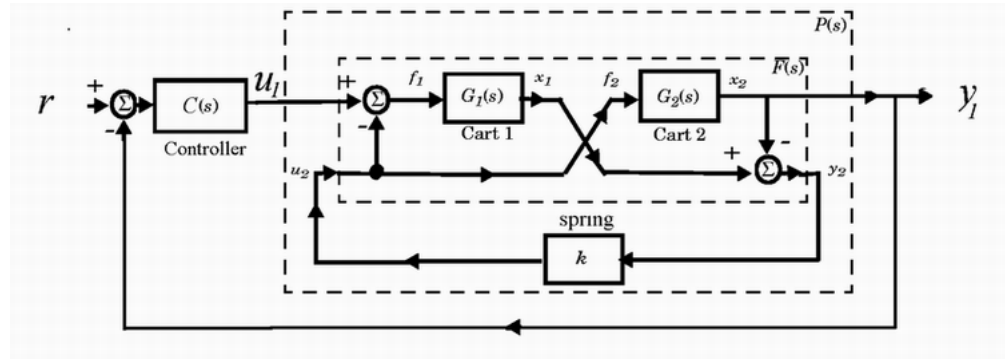 P(s)
F(s)
r
+
Σ
-
C(s)
Controller
u1
+
Σ
-
f1
G1(s)
Cart 1
x1
f2
G2(s)
Cart 2
x2
y1
u2
+
-
Σ
y2
spring
k